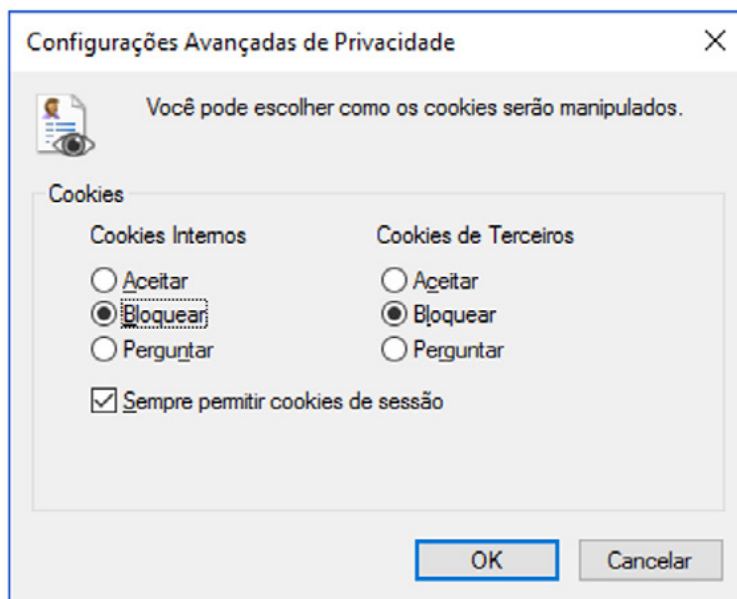 Configurações Avançadas de Privacidade
Você pode escolher como os cookies serão manipulados.
Cookies
Cookies Internos
Cookies de Terceiros
Aceitar
Aceitar
Bloquear
Bloquear
Perguntar
Perguntar
Sempre permitir cookies de sessão
OK
Cancelar